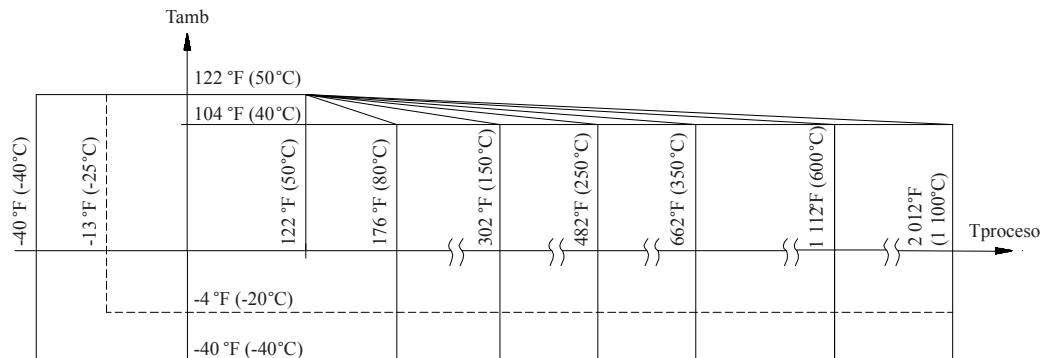 Tamb
122 °F (50°C)
104 °F (40°C)
-40 °F (-40°C)
-13 °F (-25°C)
122 °F (50°C)
176 °F (80°C)
302 °F (150°C)
482°F (250°C)
662°F (350°C)
1 112°F (600°C)
2 012°F
(1 100°C)
Tproceso
-4 °F (-20°C)
-40 °F (-40°C)